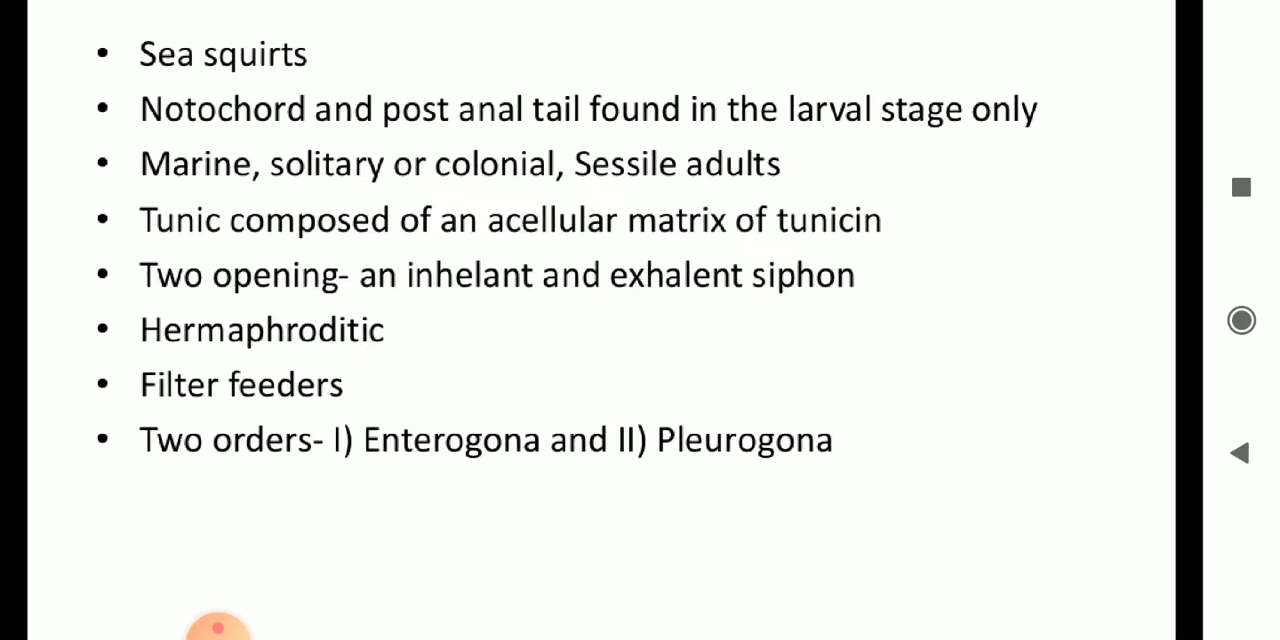 • Sea squirts
• Notochord and post anal tail found in the larval stage only
• Marine, solitary or colonial, Sessile adults
• Tunic composed of an acellular matrix of tunicin
• Two opening- an inhelant and exhalent siphon
• Hermaphroditic
• Filter feeders
• Two orders- I) Enterogona and II) Pleurogona